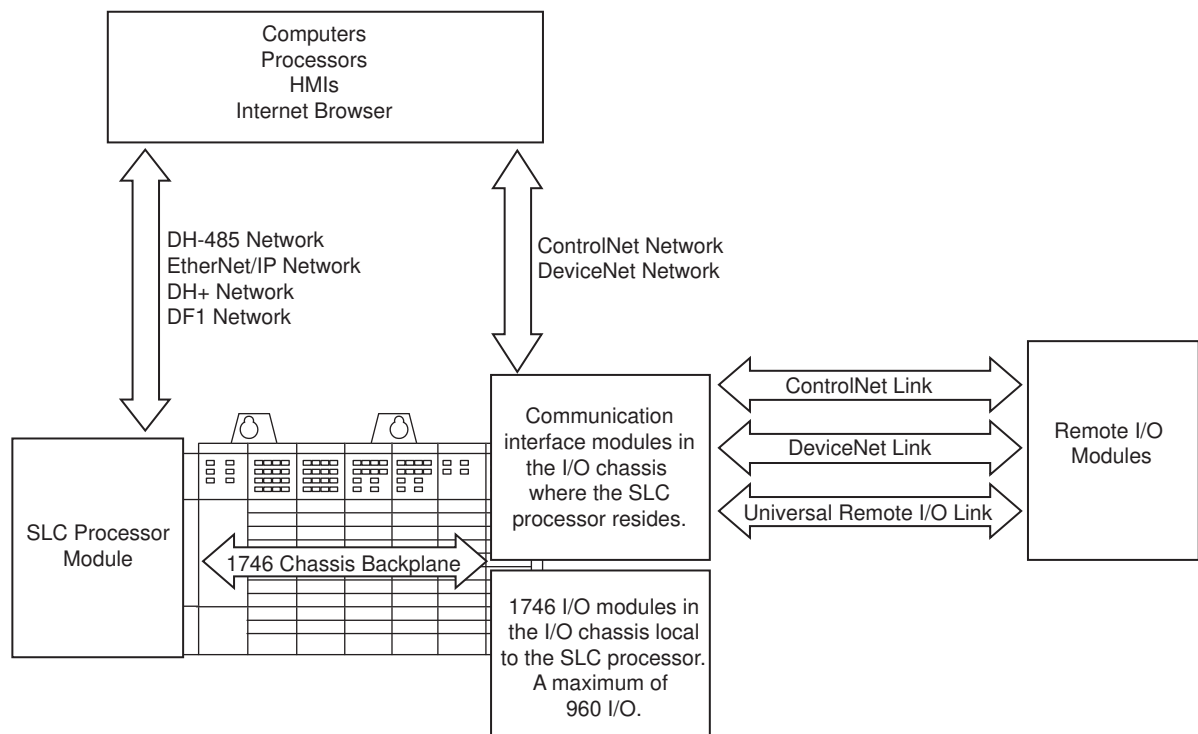 Computers
Processors
HMIs
Internet Browser
DH-485 Network
EtherNet/IP Network
DH+ Network
DF1 Network
ControlNet Network
DeviceNet Network
SLC Processor
Module
1746 Chassis Backplane
Communication
interface modules in
the I/O chassis
where the SLC
processor resides.
1746 I/O modules in
the I/O chassis local
to the SLC processor.
A maximum of
960 I/O.
ControlNet Link
DeviceNet Link
Universal Remote I/O Link
Remote I/O
Modules